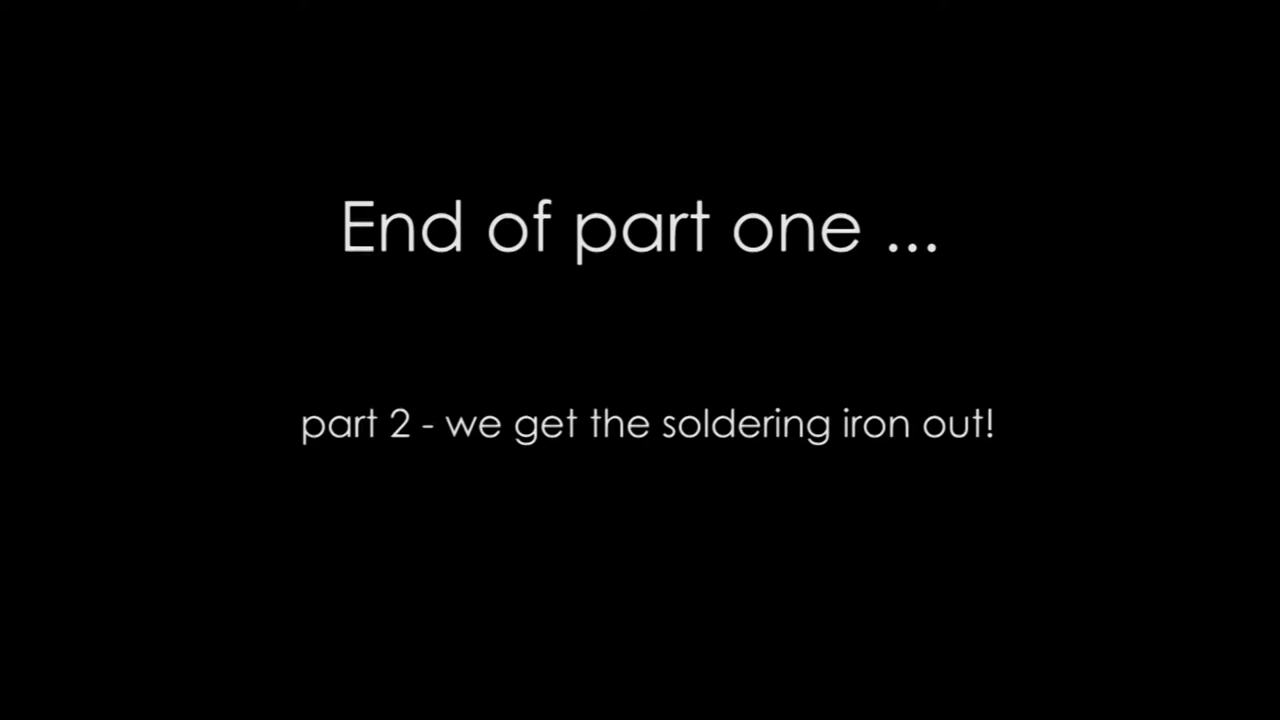 End of part one ...
part 2 - we get the soldering iron out!